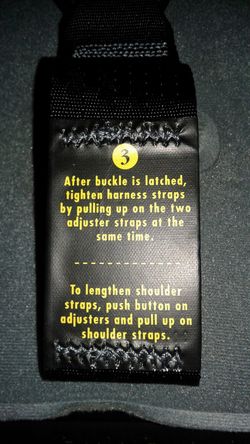 3
After buckle is latched,
tighten harness straps
by pulling up on the two
adjuster straps at the
same time.
To lengthen shoulder
straps, push button on
adjusters and pull up on
shoulder straps.